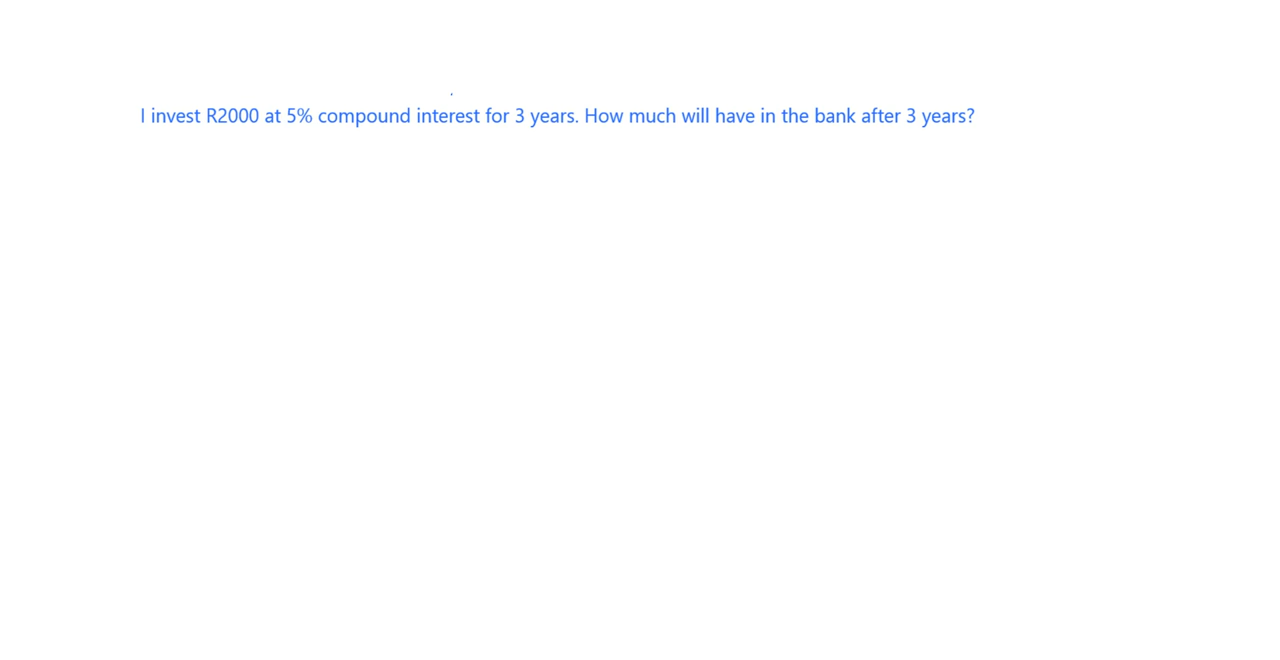 I invest R2000 at 5% compound interest for 3 years. How much will have in the bank after 3 years?